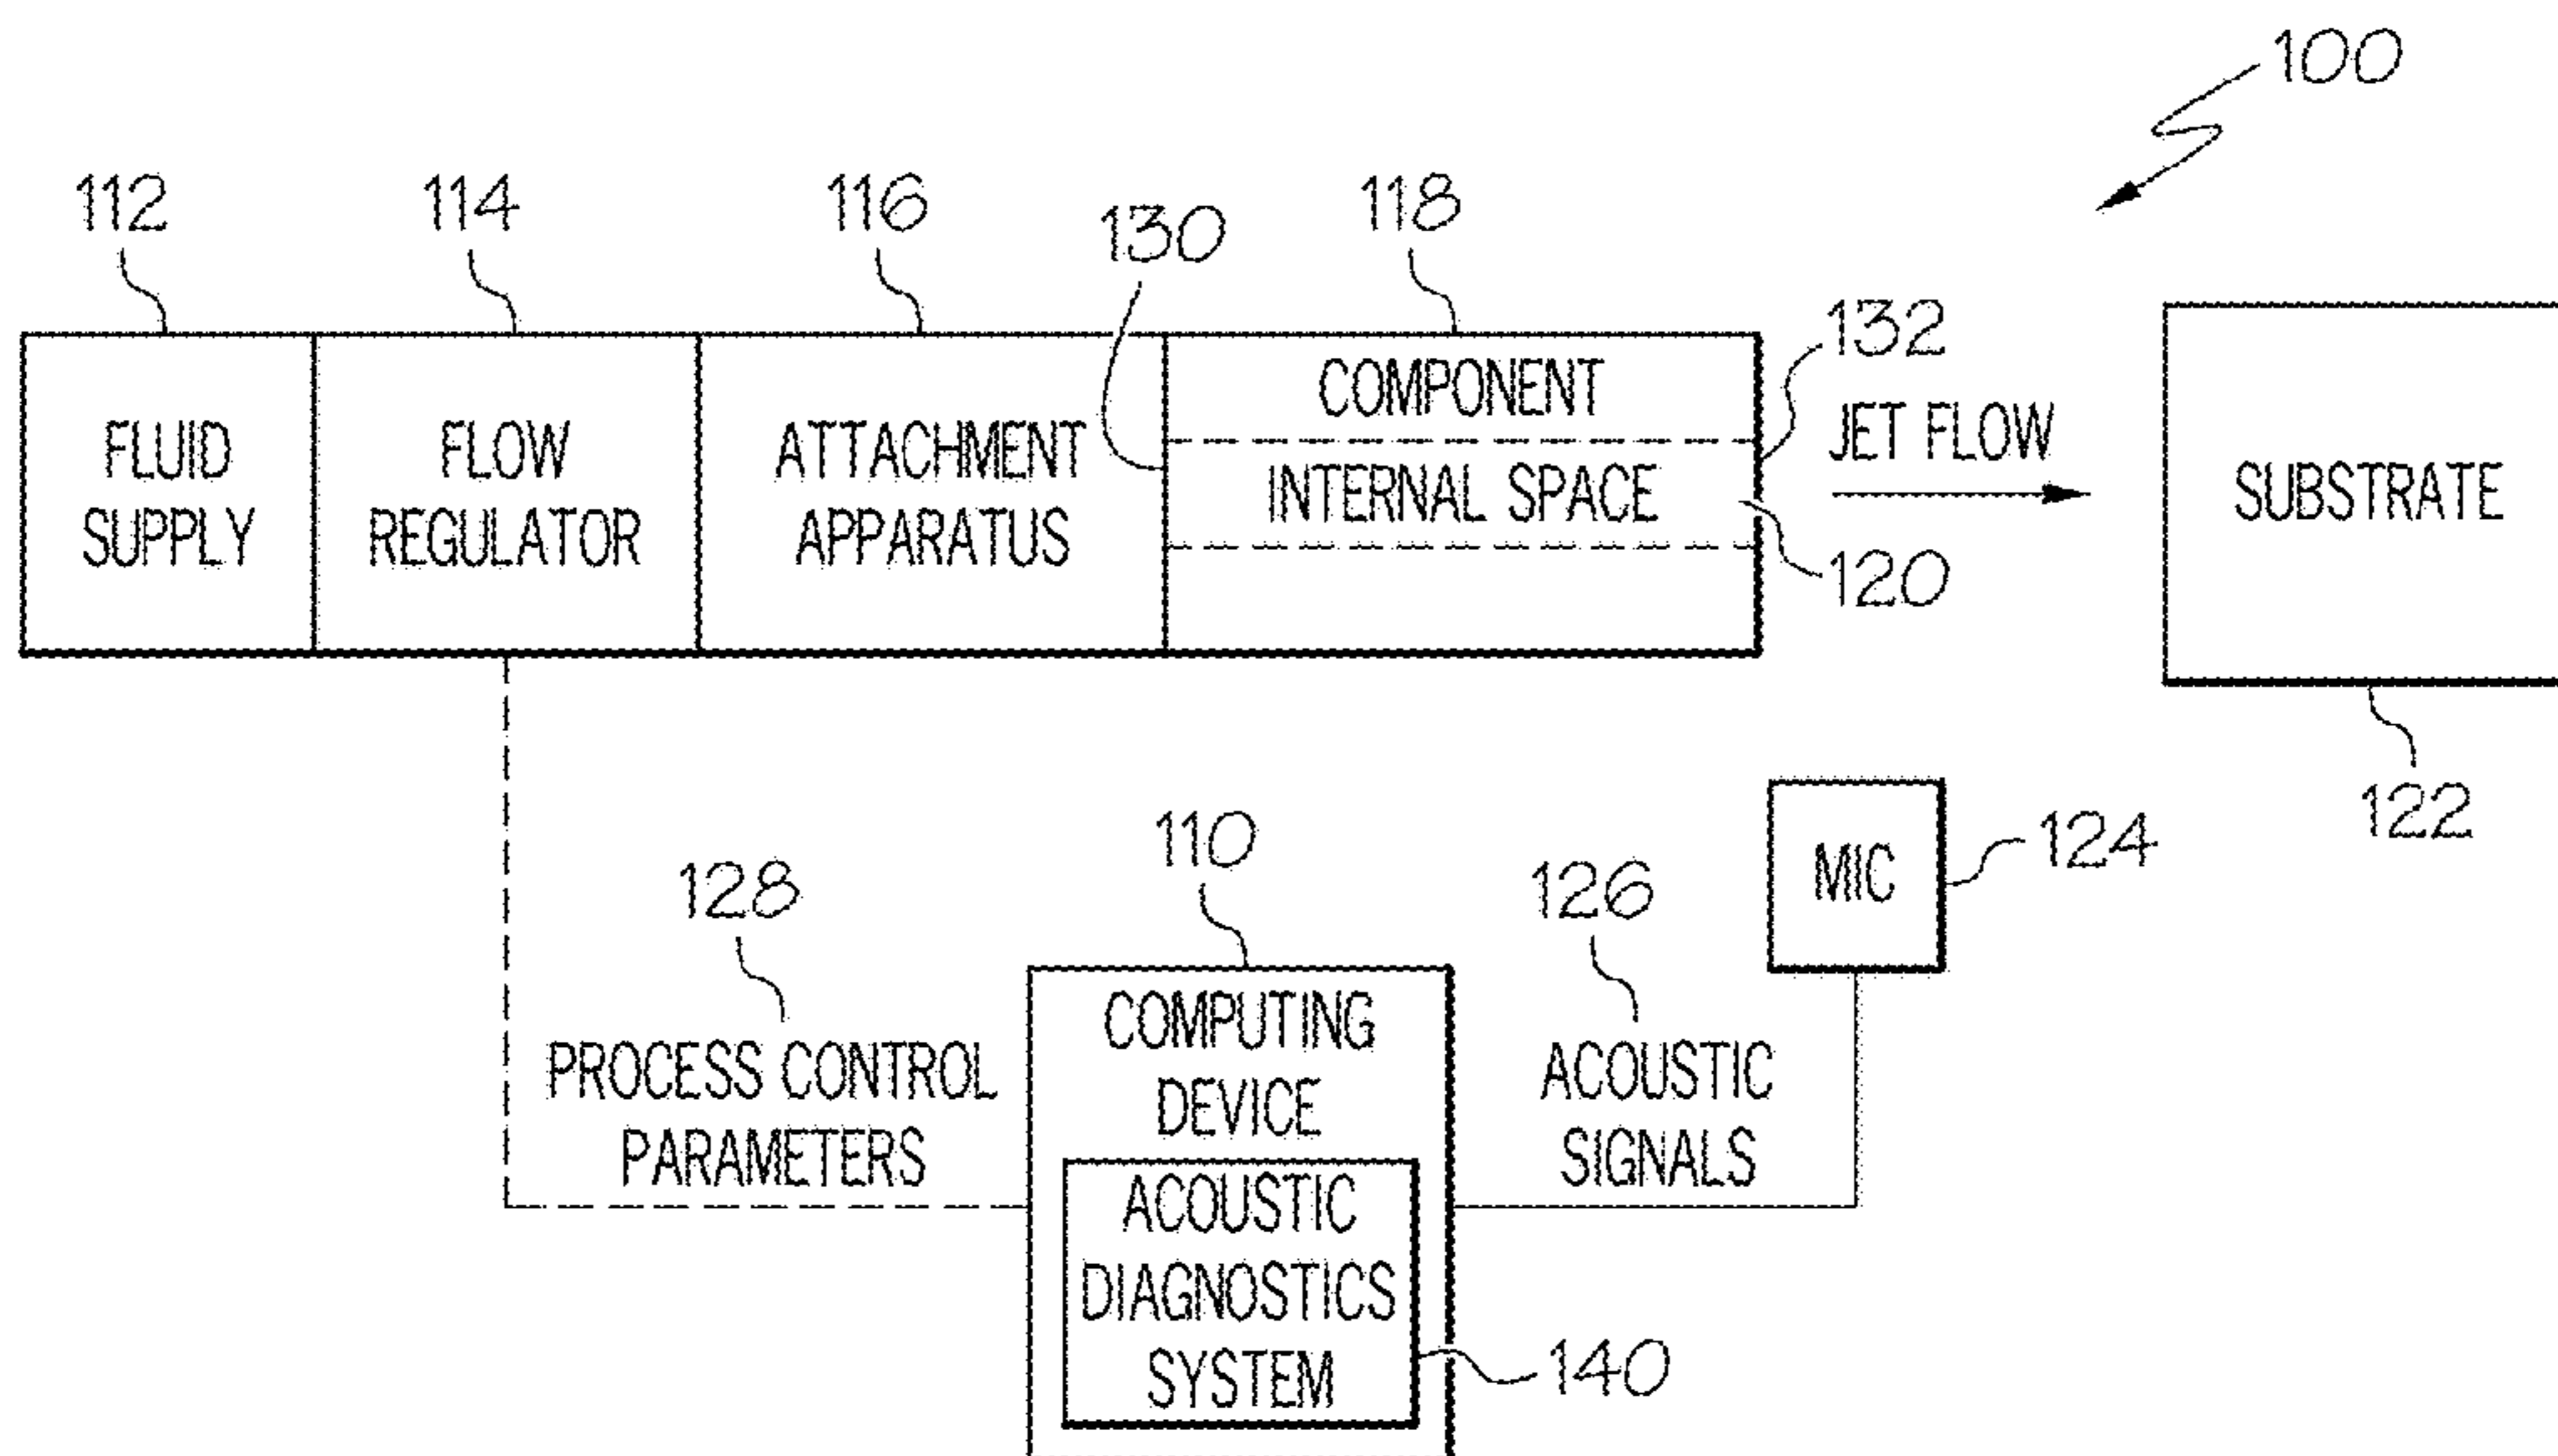 100
112
114
116
130
118
132
FLUID
SUPPLY
FLOW
REGULATOR
ATTACHMENT
APPARATUS
COMPONENT
INTERNAL SPACE
JET FLOW
120
SUBSTRATE
122
MIC
124
128
PROCESS CONTROL
PARAMETERS
110
COMPUTING
DEVICE
ACOUSTIC
DIAGNOSTICS
SYSTEM
140
126
ACOUSTIC
SIGNALS